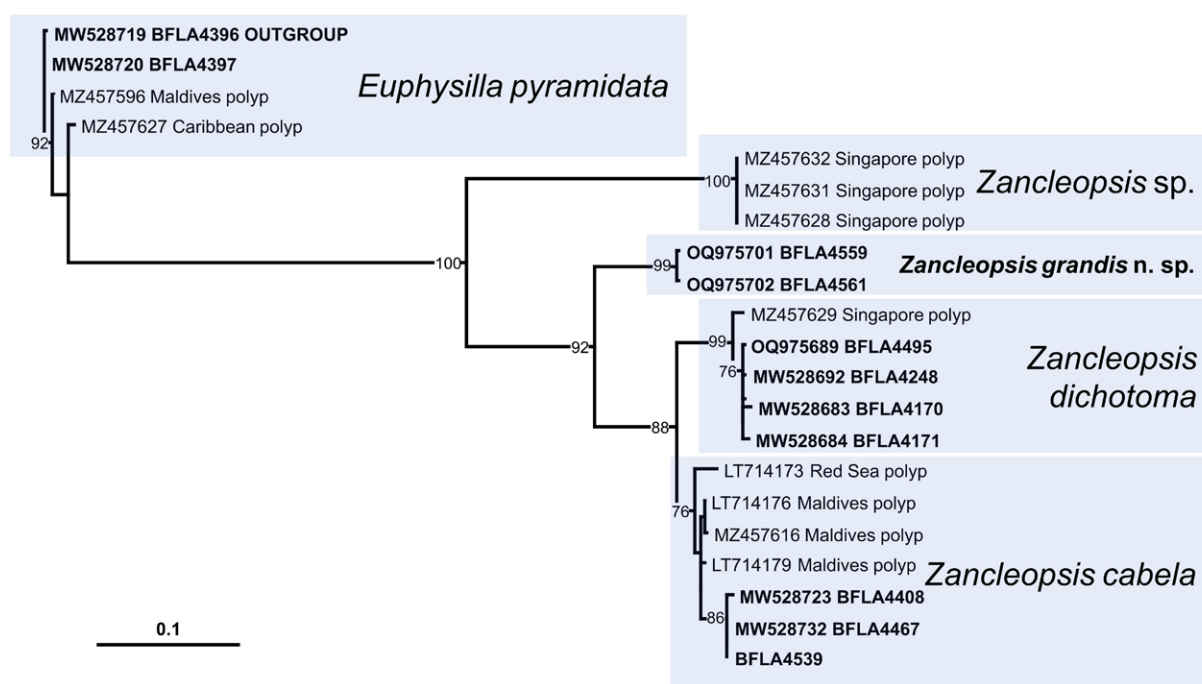 MW528719 BFLA4396 OUTGROUP
MW528720 BFLA4397
Euphysilla pyramidata
MZ457596 Maldives polyp
MZ457627 Caribbean polyp
92
MZ457632 Singapore polyp
100
MZ457631 Singapore polyp
Zancleopsis sp.
MZ457628 Singapore polyp
100
OQ975701 BFLA4559
99
Zancleopsis grandis n. sp.
OQ975702 BFLA4561
92
MZ457629 Singapore polyp
99
OQ975689 BFLA4495
Zancleopsis
dichotoma
76
MW528692 BFLA4248
MW528683 BFLA4170
88
MW528684 BFLA4171
LT714173 Red Sea polyp
76
LT714176 Maldives polyp
MZ457616 Maldives polyp
LT714179 Maldives polyp
Zancleopsis cabela
MW528723 BFLA4408
86
MW528732 BFLA4467
BFLA4539
0.1